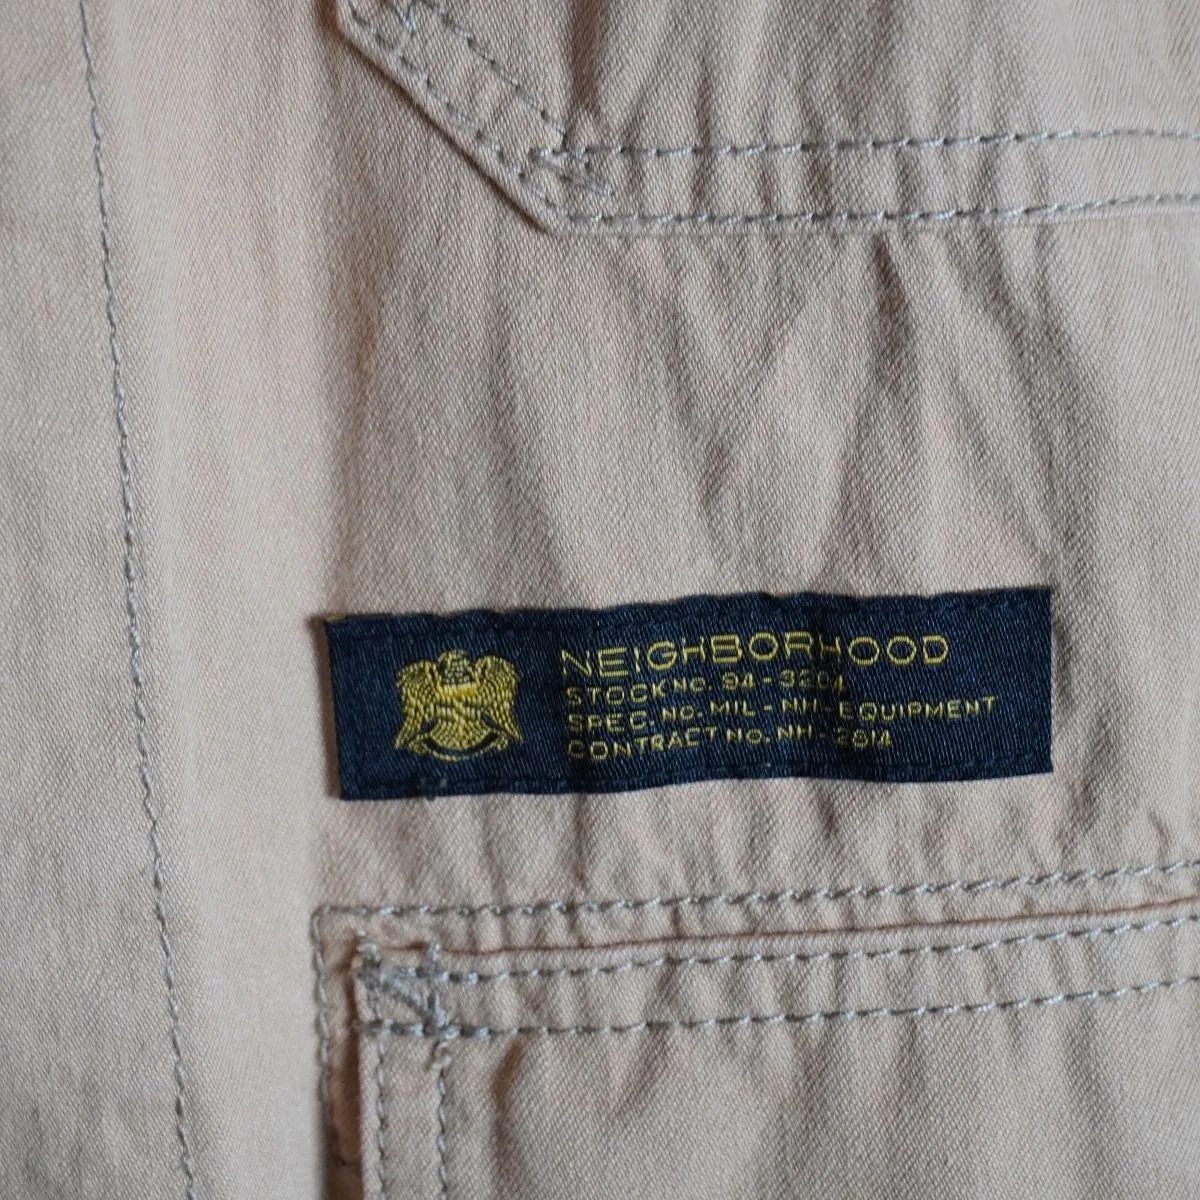 NEIGHBORHOOD
STOCK NO. 94 - 3204
SPEC. NO. MIL - NH - EQUIPMENT
CONTRACT NO. NH - 2014